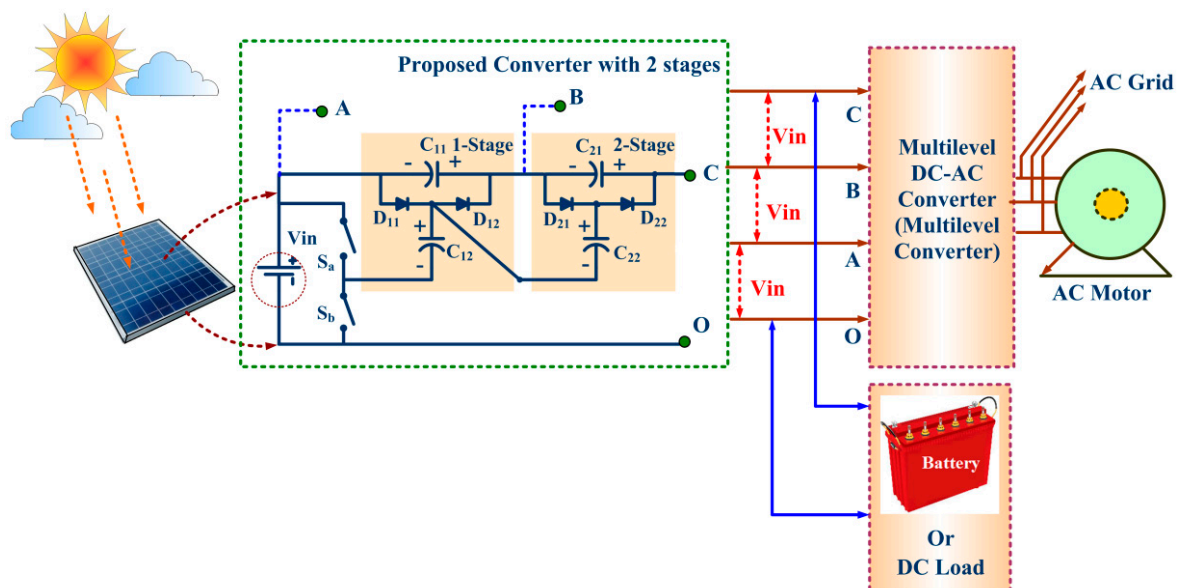 Proposed Converter with 2 stages
A
B
C₁₁ 1-Stage
C₂₁ 2-Stage
- +
- +
C
D₁₁
D₁₂
D₂₁
D₂₂
Vin
+
Sₐ
+
-
C₁₂
+
-
C₂₂
S_b
O
Vin
Vin
Vin
C
B
A
O
Multilevel
DC-AC
Converter
(Multilevel
Converter)
AC Grid
AC Motor
Battery
Or
DC Load